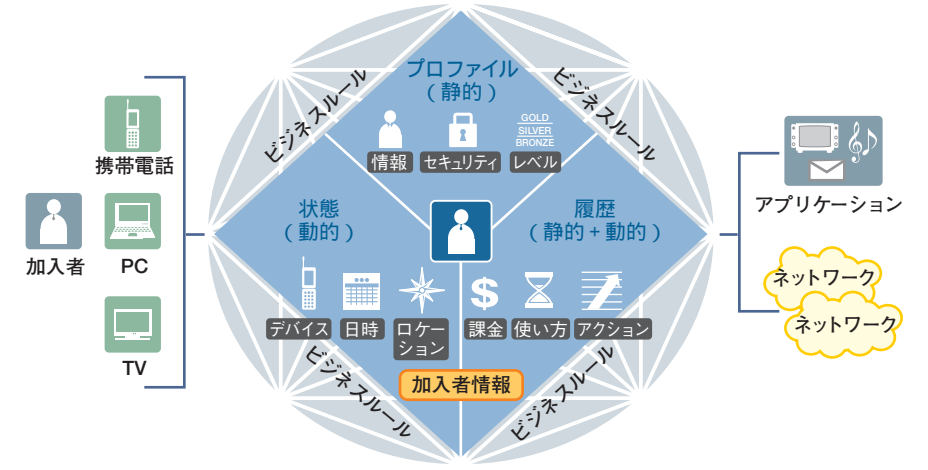 プロファイル
(静的)
ビジネスルール
ビジネスルール
GOLD
SILVER
BRONZE
情報
セキュリティ
レベル
携帯電話
加入者
PC
TV
状態
(動的)
履歴
(静的+動的)
デバイス
日時
ロケー
ション
課金
使い方
アクション
ビジネスルール
ビジネスルール
加入者情報
アプリケーション
ネットワーク
ネットワーク